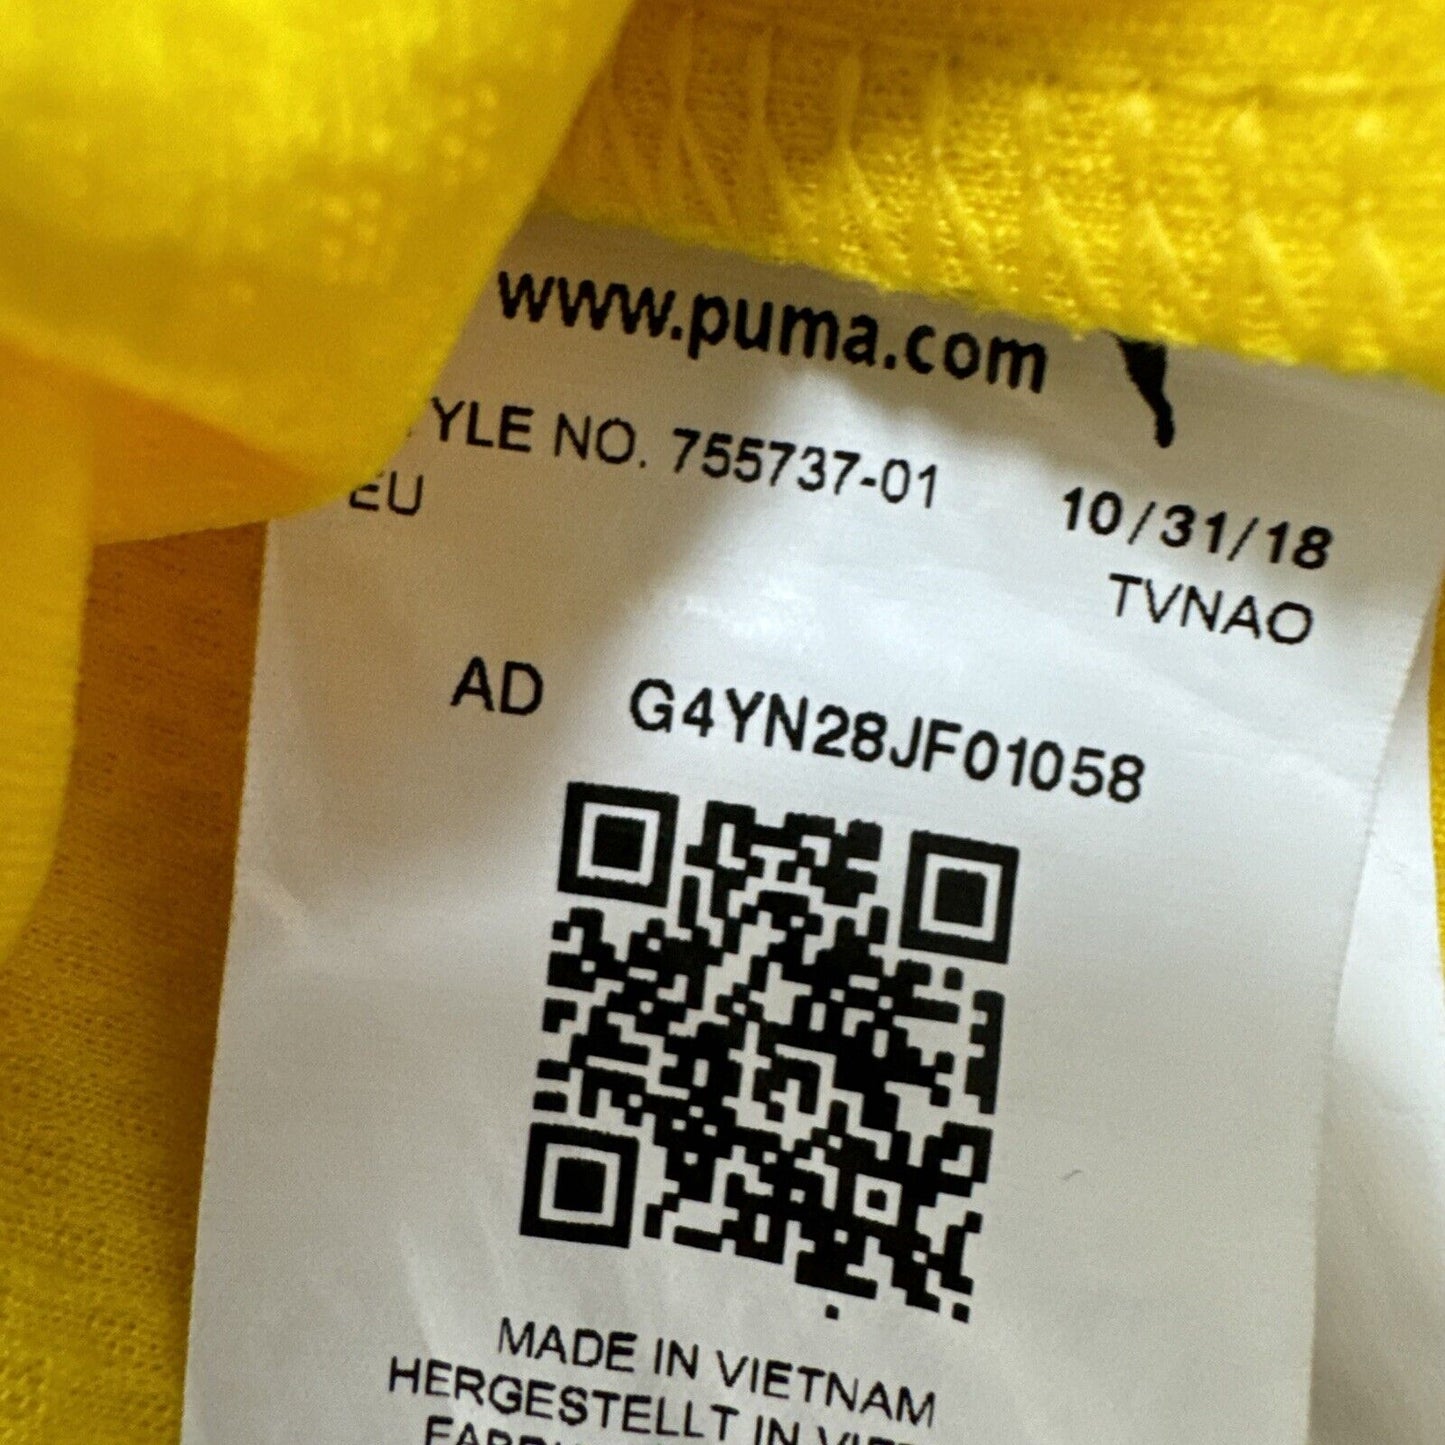 www.puma.com
YLE NO. 755737-01 10/31/18
EU TVNAO
AD G4YN28JF01058
MADE IN VIETNAM
HERGESTELLT IN